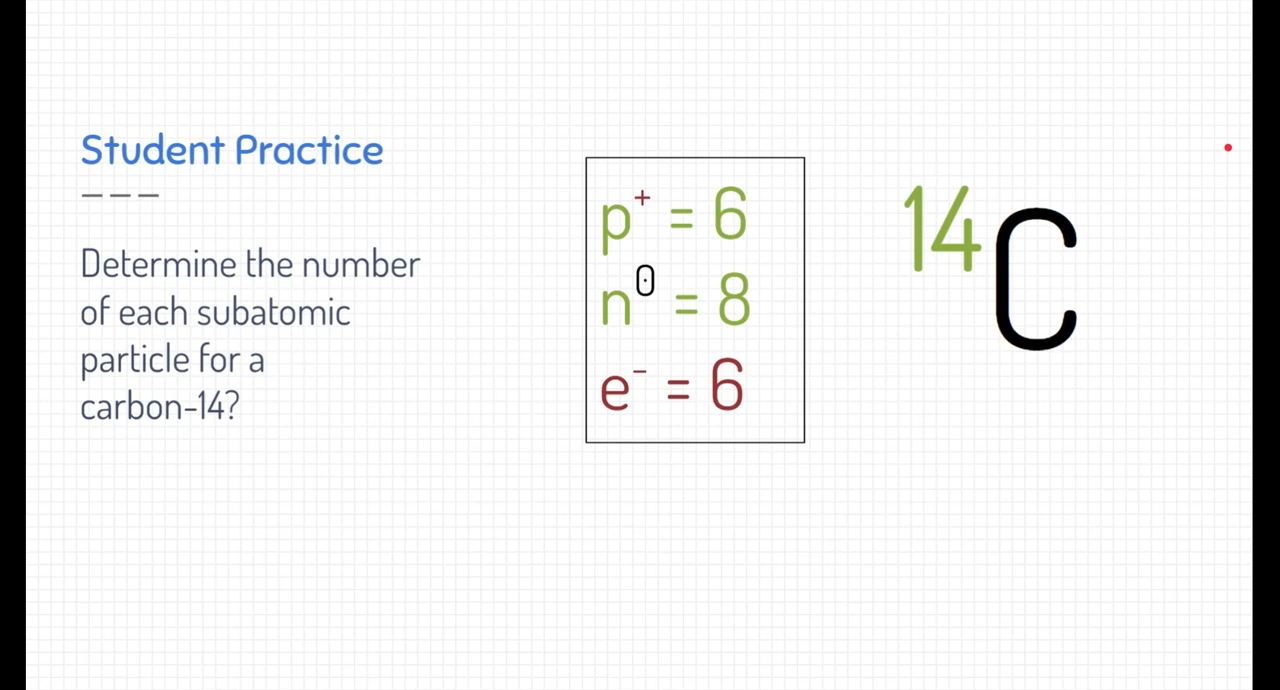 Student Practice
Determine the number
of each subatomic
particle for a
carbon-14?
p⁺ = 6
n⁰ = 8
e⁻ = 6
¹⁴C